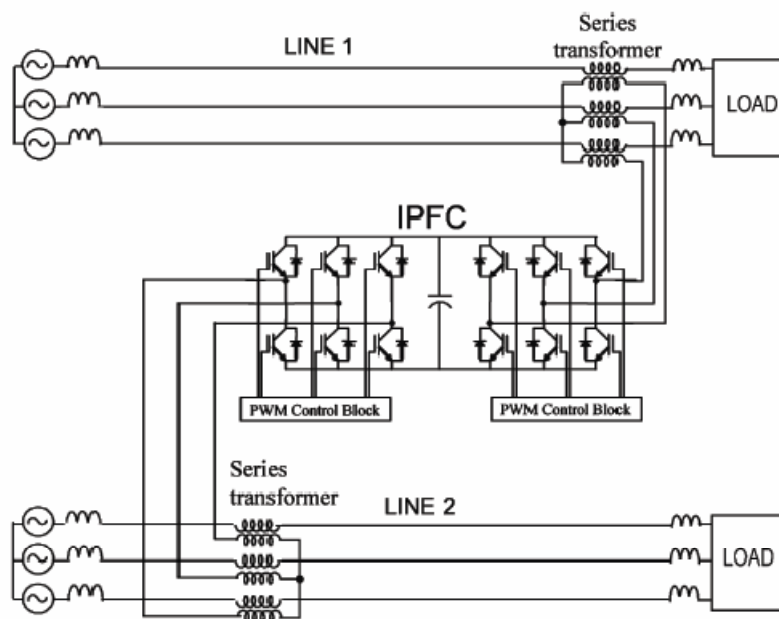 Series
transformer
LINE 1
LOAD
IPFC
PWM Control Block
PWM Control Block
Series
transformer
LINE 2
LOAD